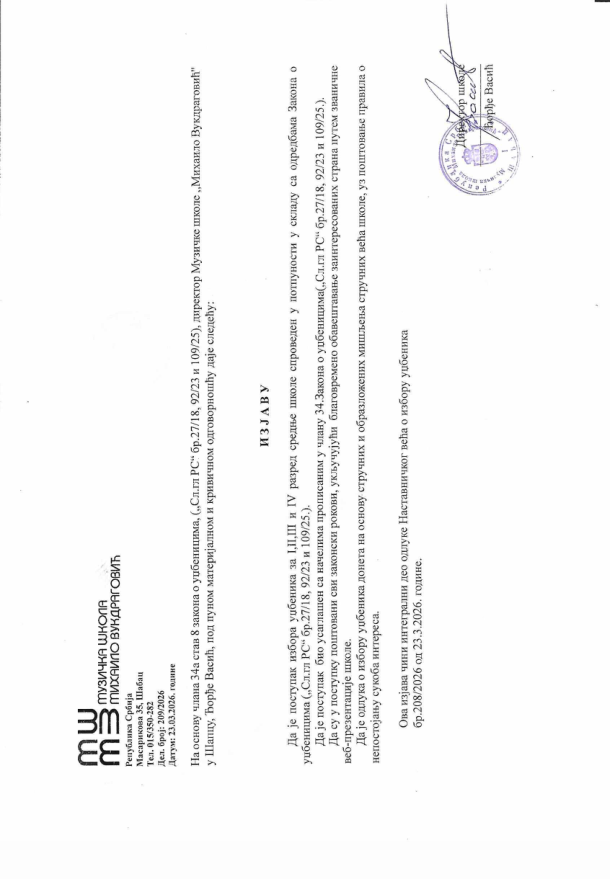 МУЗИЧКА ШКОЛА
МИХАИЛО ВУКДРАГОВИЋ
Република Србија
Масарикова 35, Шабац
Тел. 015/350-282
Дел. број: 209/2026
Датум: 23.03.2026. године
На основу члана 34а став 8 закона о уџбеницима, („Сл.гл РС“ бр.27/18, 92/23 и 109/25), директор Музичке школе „Михаило Вукдраговић“
у Шапцу, Ђорђе Васић, под пуном материјалном и кривичном одговорношћу даје следећу:
И З Ј А В У
Да је поступак избора уџбеника за I,II,III и IV разред средње школе спроведен у потпуности у складу са одредбама Закона о
уџбеницима („Сл.гл РС“ бр.27/18, 92/23 и 109/25.).
Да је поступак био усаглашен са начелима прописаним у члану 34.Закона о уџбеницима(„Сл.гл РС“ бр.27/18, 92/23 и 109/25.).
Да су у поступку поштовани сви законски рокови, укључујући благовремено обавештавање заинтересованих страна путем званичне
веб-презентације школе.
Да је одлука о избору уџбеника донета на основу стручних и образложених мишљења стручних већа школе, уз поштовање правила о
непостојању сукоба интереса.
Ова изјава чини интегрални део одлуке Наставничког већа о избору уџбеника
бр.208/2026 од 23.3.2026. године.
Директор школе
Ђорђе Васић